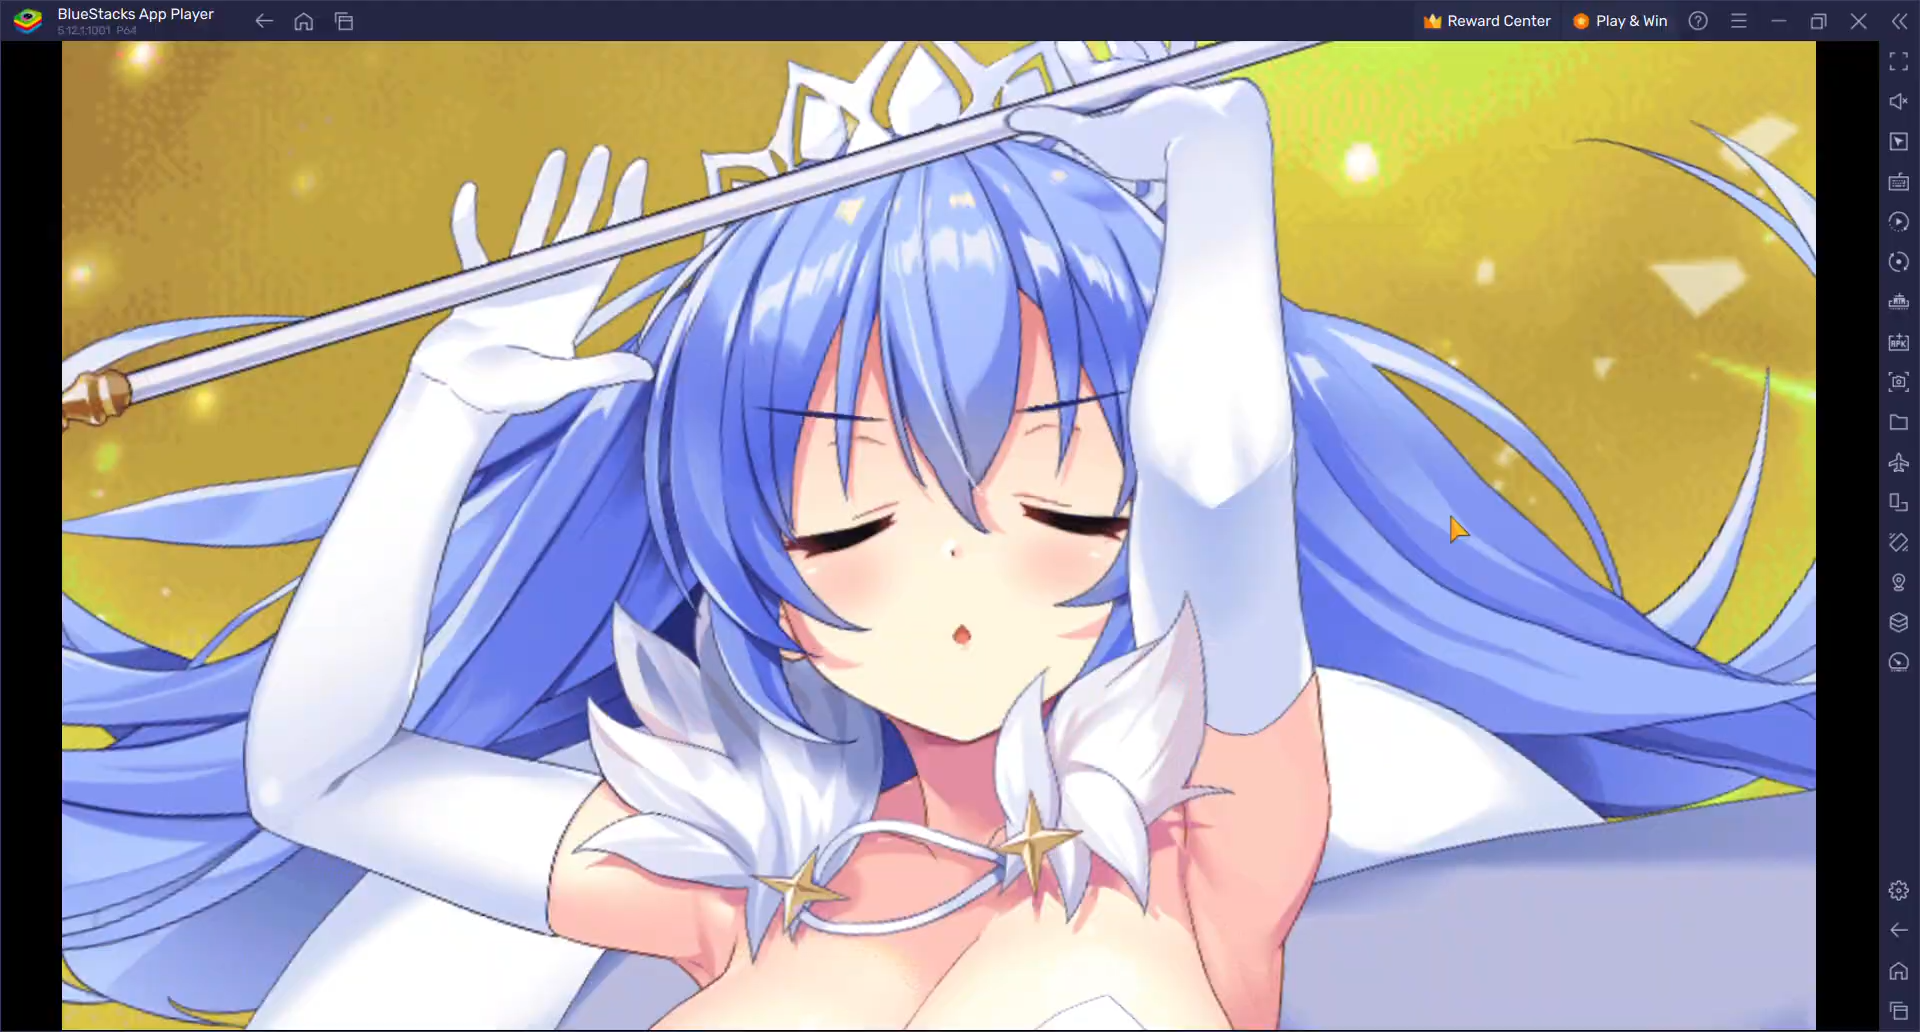 BlueStacks App Player
5.12.1.1001 P64
Reward Center
Play & Win